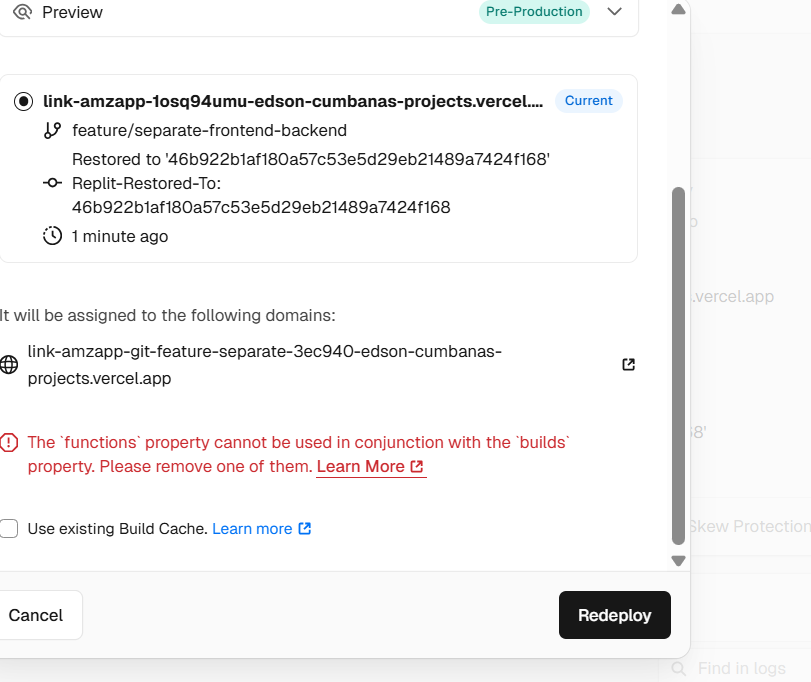 Preview
Pre-Production
link-amzapp-1osq94umu-edson-cumbanas-projects.vercel....
Current
feature/separate-frontend-backend
Restored to '46b922b1af180a57c53e5d29eb21489a7424f168'
Replit-Restored-To:
46b922b1af180a57c53e5d29eb21489a7424f168
1 minute ago
It will be assigned to the following domains:
link-amzapp-git-feature-separate-3ec940-edson-cumbanas-
projects.vercel.app
.vercel.app
The `functions` property cannot be used in conjunction with the `builds`
property. Please remove one of them. Learn More
68'
Use existing Build Cache. Learn more
Skew Protection
Cancel
Redeploy
Find in logs